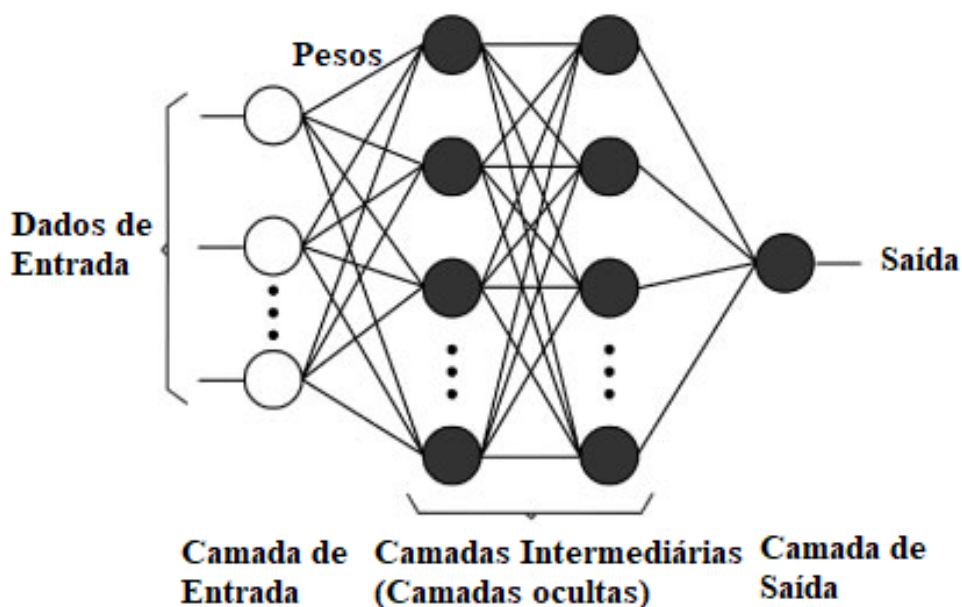 Pesos
Dados de
Entrada
Saída
Camada de
Entrada
Camadas Intermediárias
(Camadas ocultas)
Camada de
Saída